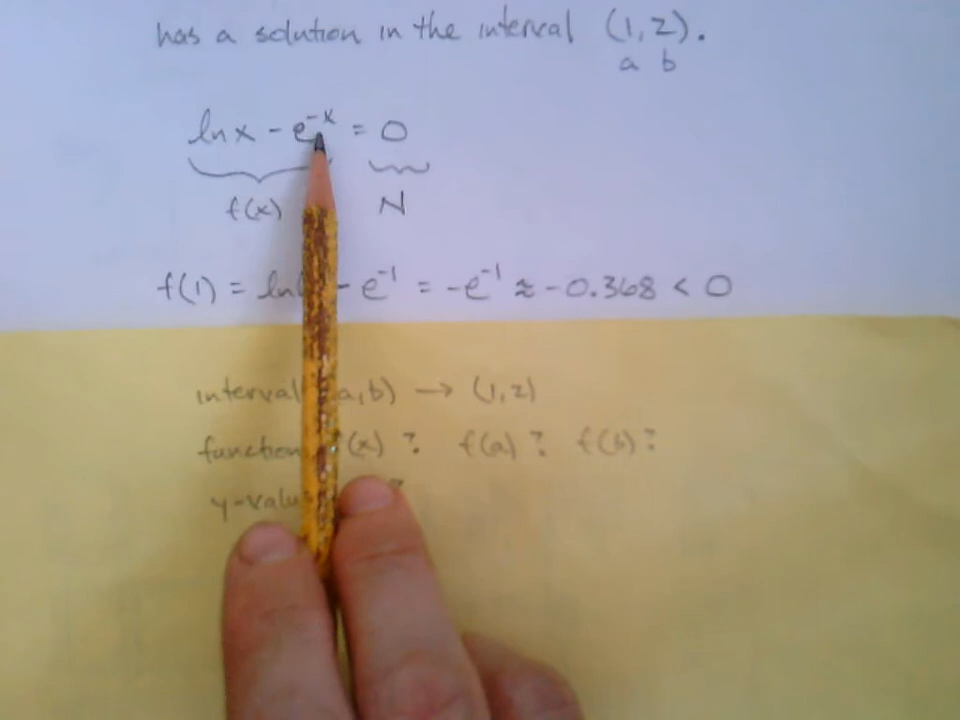 has a solution in the interval (1,2).
a b
ln x - e^-x = 0
f(x) N
f(1) = ln - e^-1 = -e^-1 ≈ -0.368 < 0
interval a,b) → (1,2)
function (x) ? f(a) ? f(b) ?
y-valu ?